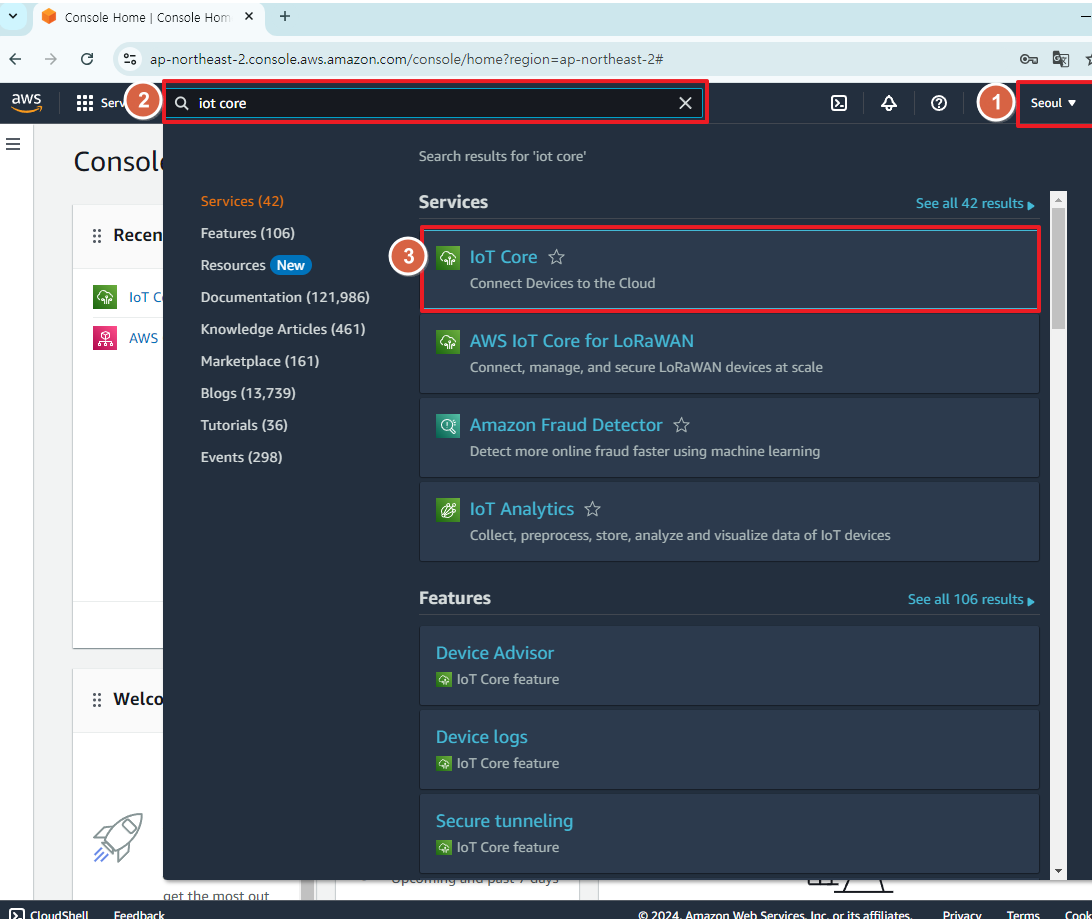 Console Home | Console Hom
ap-northeast-2.console.aws.amazon.com/console/home?region=ap-northeast-2#
aws
Serv
2
iot core
1
Seoul
Consol
Search results for 'iot core'
Services (42)
Features (106)
Resources New
Documentation (121,986)
Knowledge Articles (461)
Marketplace (161)
Blogs (13,739)
Tutorials (36)
Events (298)
Recen
IoT C
AWS
Services
See all 42 results
3
IoT Core
Connect Devices to the Cloud
AWS IoT Core for LoRaWAN
Connect, manage, and secure LoRaWAN devices at scale
Amazon Fraud Detector
Detect more online fraud faster using machine learning
IoT Analytics
Collect, preprocess, store, analyze and visualize data of IoT devices
Features
See all 106 results
Device Advisor
IoT Core feature
Device logs
IoT Core feature
Secure tunneling
IoT Core feature
Welco
get the most out
Upcoming and past 7 days
CloudShell
Feedback
© 2024, Amazon Web Services, Inc. or its affiliates.
Privacy
Terms
Cook